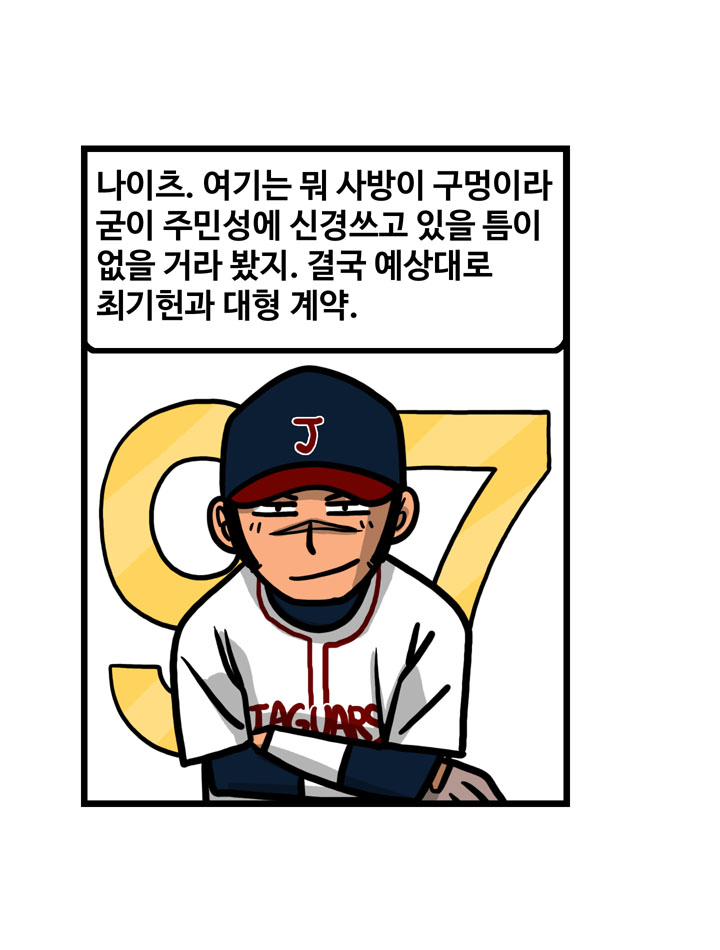 나이츠. 여기는 뭐 사방이 구멍이라
굳이 주민성에 신경쓰고 있을 틈이
없을 거라 봤지. 결국 예상대로
최기헌과 대형 계약.
J
97
JAGUARS